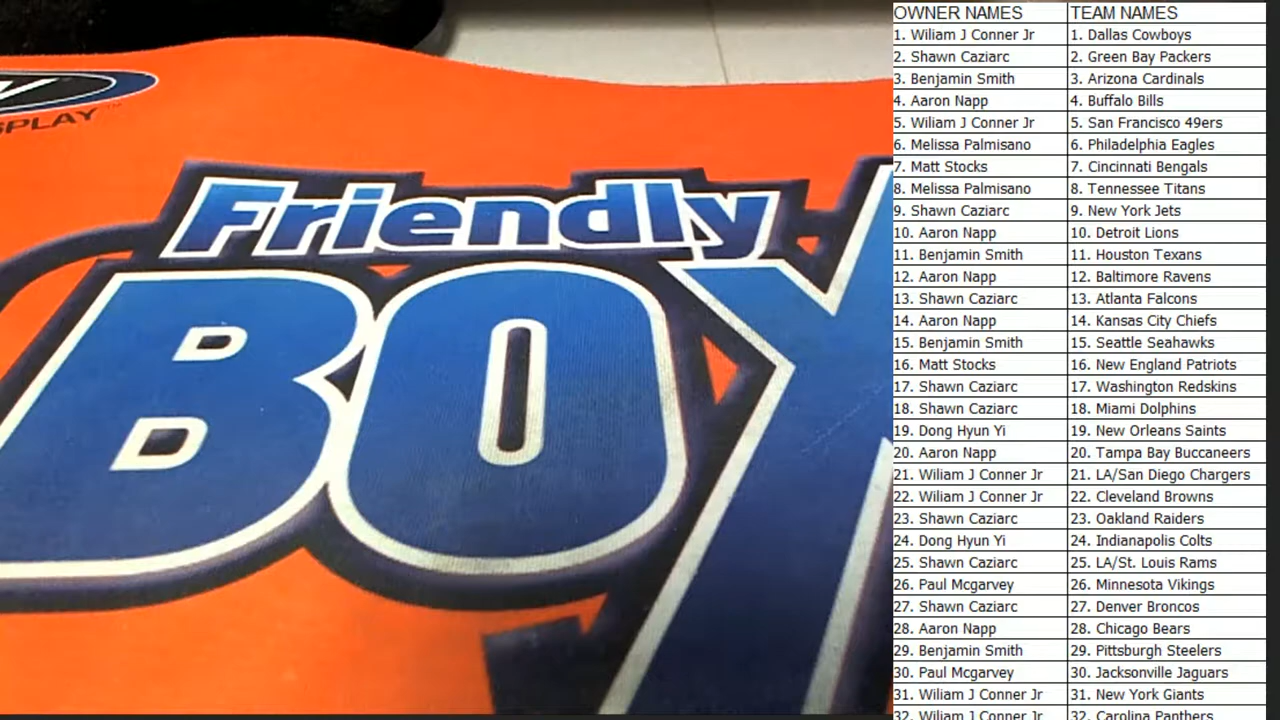 SPLAY™
Friendly
BOY
OWNER NAMES TEAM NAMES
1. Wiliam J Conner Jr 1. Dallas Cowboys
2. Shawn Caziarc 2. Green Bay Packers
3. Benjamin Smith 3. Arizona Cardinals
4. Aaron Napp 4. Buffalo Bills
5. Wiliam J Conner Jr 5. San Francisco 49ers
6. Melissa Palmisano 6. Philadelphia Eagles
7. Matt Stocks 7. Cincinnati Bengals
8. Melissa Palmisano 8. Tennessee Titans
9. Shawn Caziarc 9. New York Jets
10. Aaron Napp 10. Detroit Lions
11. Benjamin Smith 11. Houston Texans
12. Aaron Napp 12. Baltimore Ravens
13. Shawn Caziarc 13. Atlanta Falcons
14. Aaron Napp 14. Kansas City Chiefs
15. Benjamin Smith 15. Seattle Seahawks
16. Matt Stocks 16. New England Patriots
17. Shawn Caziarc 17. Washington Redskins
18. Shawn Caziarc 18. Miami Dolphins
19. Dong Hyun Yi 19. New Orleans Saints
20. Aaron Napp 20. Tampa Bay Buccaneers
21. Wiliam J Conner Jr 21. LA/San Diego Chargers
22. Wiliam J Conner Jr 22. Cleveland Browns
23. Shawn Caziarc 23. Oakland Raiders
24. Dong Hyun Yi 24. Indianapolis Colts
25. Shawn Caziarc 25. LA/St. Louis Rams
26. Paul Mcgarvey 26. Minnesota Vikings
27. Shawn Caziarc 27. Denver Broncos
28. Aaron Napp 28. Chicago Bears
29. Benjamin Smith 29. Pittsburgh Steelers
30. Paul Mcgarvey 30. Jacksonville Jaguars
31. Wiliam J Conner Jr 31. New York Giants
32. Wiliam J Conner Jr 32. Carolina Panthers